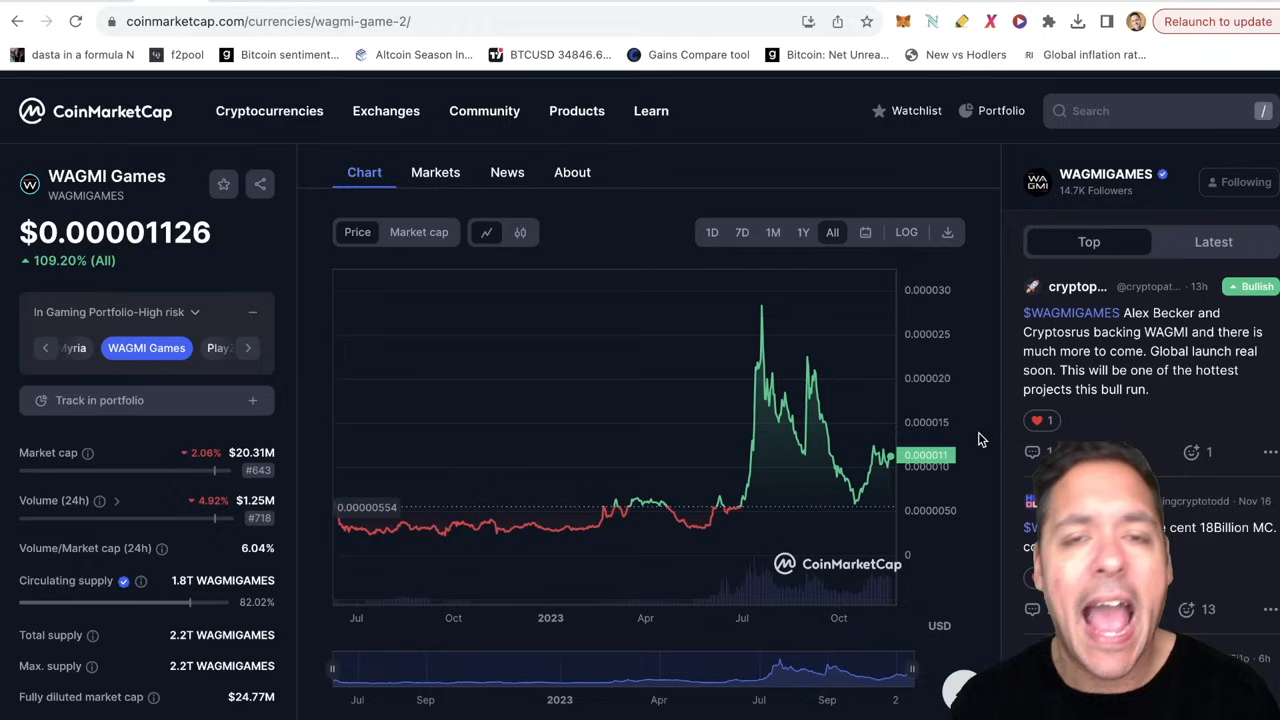 coinmarketcap.com/currencies/wagmi-game-2/
Relaunch to update
dasta in a formula N
f2pool
Bitcoin sentiment...
Altcoin Season In...
BTCUSD 34846.6...
Gains Compare tool
Bitcoin: Net Unrea...
New vs Hodlers
RI Global inflation rat...
CoinMarketCap
Cryptocurrencies
Exchanges
Community
Products
Learn
Watchlist
Portfolio
Search
/
WAGMI Games
WAGMIGAMES
$0.00001126
109.20% (All)
In Gaming Portfolio-High risk
Myria
WAGMI Games
Play
Track in portfolio
+
Market cap
2.06% $20.31M
#643
Volume (24h)
4.92% $1.25M
#718
Volume/Market cap (24h)
6.04%
Circulating supply
1.8T WAGMIGAMES
82.02%
Total supply
2.2T WAGMIGAMES
Max. supply
2.2T WAGMIGAMES
Fully diluted market cap
$24.77M
Chart
Markets
News
About
Price
Market cap
1D
7D
1M
1Y
All
LOG
0.000030
0.000025
0.000020
0.000015
0.000011
0.000010
0.0000050
0
0.00000554
CoinMarketCap
Jul
Oct
2023
Apr
Jul
Oct
USD
Jul
Sep
2023
Apr
Jul
Sep
2
WA
GMI
WAGMIGAMES
14.7K Followers
Following
Top
Latest
cryptop...
@cryptopat... · 13h
Bullish
$WAGMIGAMES Alex Becker and
Cryptosrus backing WAGMI and there is
much more to come. Global launch real
soon. This will be one of the hottest
projects this bull run.
1
1
ingcryptotodd · Nov 16
cent 18Billion MC.
13
· 6h